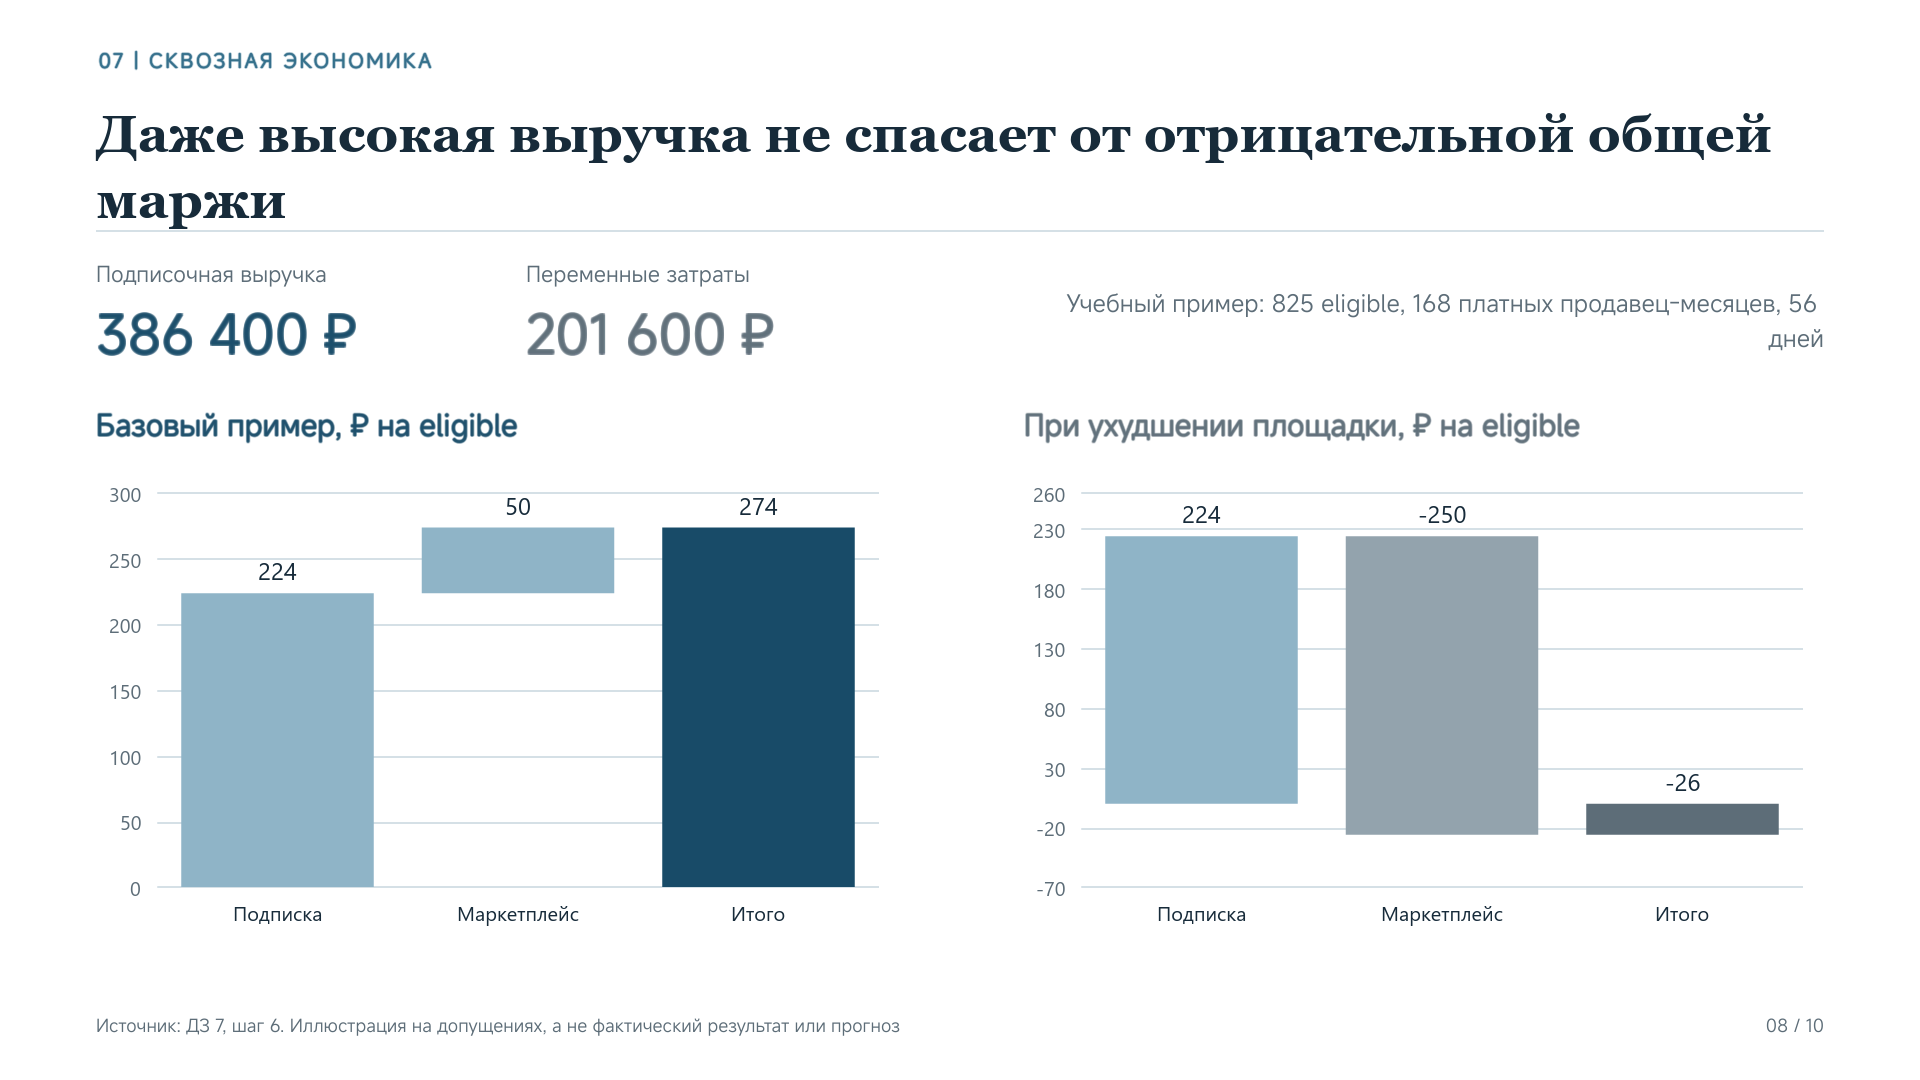 07 | СКВОЗНАЯ ЭКОНОМИКА
Даже высокая выручка не спасает от отрицательной общей
маржи
Подписочная выручка
386 400 ₽
Переменные затраты
201 600 ₽
Учебный пример: 825 eligible, 168 платных продавец-месяцев, 56
дней
Базовый пример, ₽ на eligible
300
250
200
150
100
50
0
224
50
274
Подписка
Маркетплейс
Итого
При ухудшении площадки, ₽ на eligible
260
230
180
130
80
30
-20
-70
224
-250
-26
Подписка
Маркетплейс
Итого
Источник: ДЗ 7, шаг 6. Иллюстрация на допущениях, а не фактический результат или прогноз
08 / 10